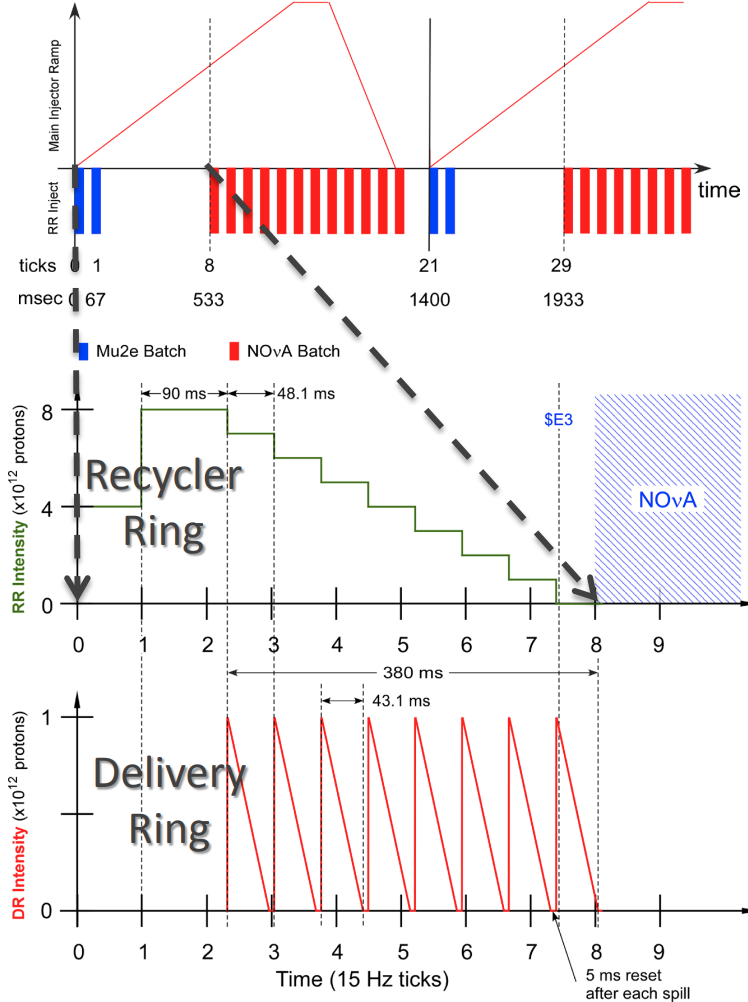 Main Injector Ramp
RR Inject
time
ticks 0 1 8 21 29
msec 0 67 533 1400 1933
Mu2e Batch NOνA Batch
RR Intensity (x10¹² protons)
90 ms 48.1 ms
8
$E3
Recycler
Ring
NOνA
4
0
0 1 2 3 4 5 6 7 8 9
380 ms
DR Intensity (x10¹² protons)
43.1 ms
1
Delivery
Ring
0
0 1 2 3 4 5 6 7 8 9
Time (15 Hz ticks)
5 ms reset
after each spill